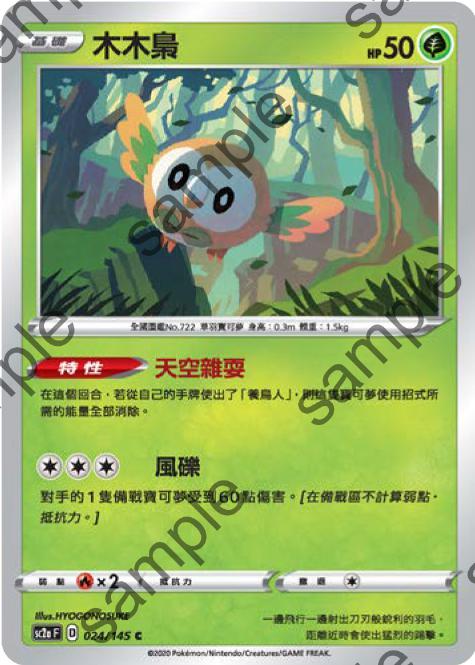 基礎 木木梟 HP50
全國圖鑑No.722 草羽寶可夢 身高：0.3m 體重：1.5kg
特性 天空雜耍
在這個回合，若從自己的手牌使出了「養鳥人」，則這隻寶可夢使用招式所
需的能量全部消除。
風礫
對手的1隻備戰寶可夢受到60點傷害。[在備戰區不計算弱點・
抵抗力。]
弱點 ×2 抵抗力 撤退
Illus.HYOGONOSUKE
sc2a F D 024/145 C
一邊飛行一邊射出刀刃般銳利的羽毛，
距離近時會使出猛烈的踢擊。
©2020 Pokémon/Nintendo/Creatures/GAME FREAK.
sample
sample
sample
sample
sample
sample
sample